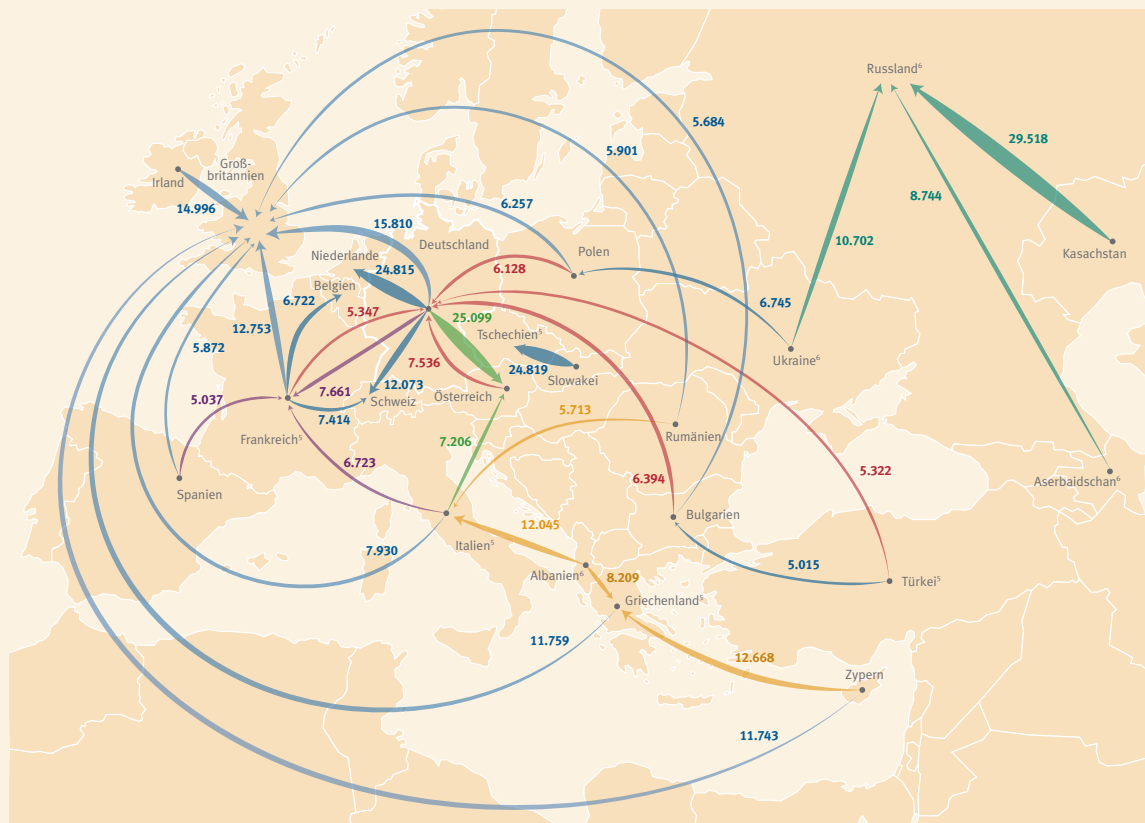 Russland⁶
5.684
29.518
5.901
Groß-
britannien
Irland
8.744
6.257
14.996
15.810
10.702
Deutschland
Polen
Kasachstan
Niederlande
24.815
6.128
Belgien
6.722
6.745
5.347
25.099
12.753
Tschechien⁵
5.872
Ukraine⁶
7.536
24.819
Slowakei
7.661
12.073
5.037
Schweiz
Österreich
5.713
7.414
Frankreich⁵
7.206
Rumänien
6.723
5.322
6.394
Aserbaidschan⁶
Spanien
Bulgarien
12.045
Italien⁵
7.930
5.015
Albanien⁶
8.209
Türkei⁵
Griechenland⁵
11.759
12.668
Zypern
11.743